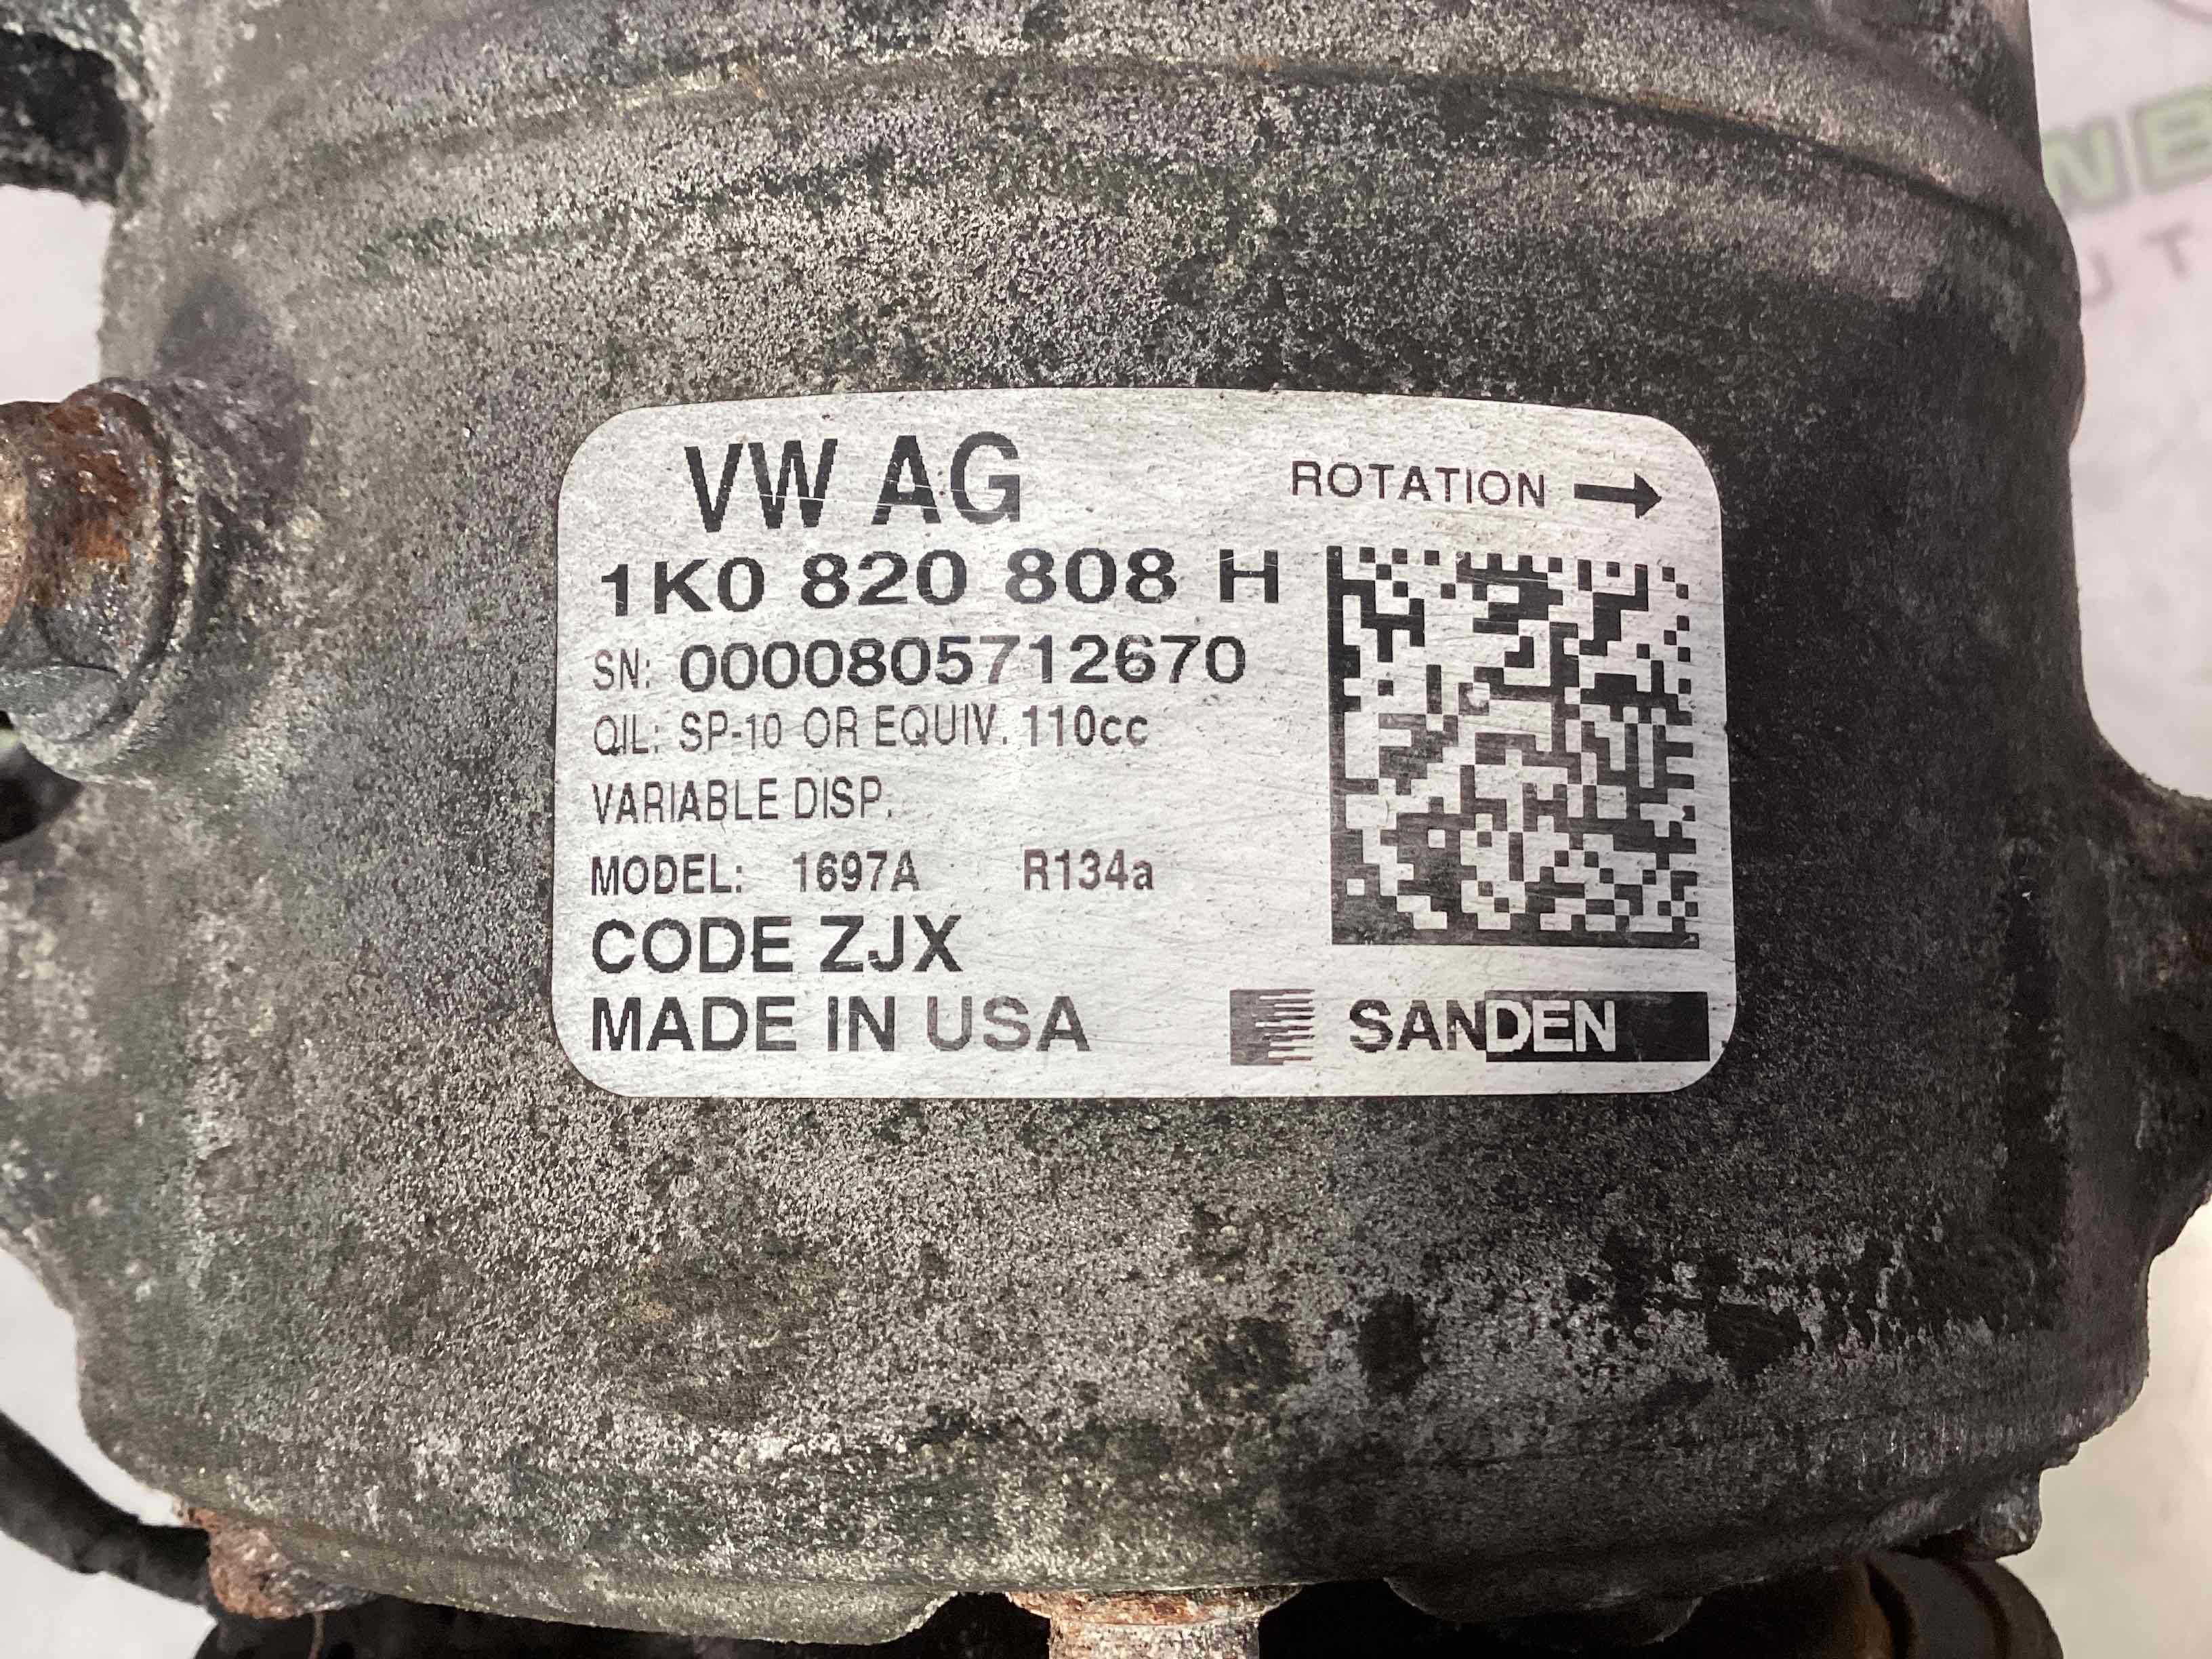 VW AG
ROTATION →
1K0 820 808 H
SN: 0000805712670
OIL: SP-10 OR EQUIV. 110cc
VARIABLE DISP.
MODEL: 1697A R134a
CODE ZJX
MADE IN USA
SANDEN